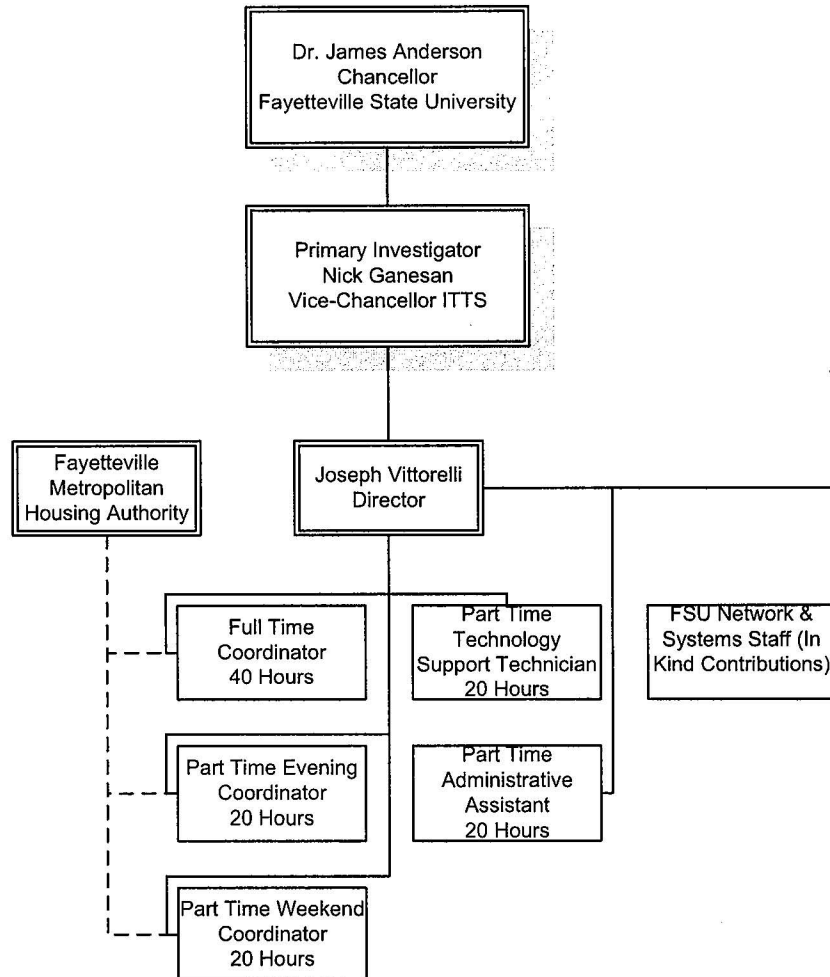 Dr. James Anderson
Chancellor
Fayetteville State University
Primary Investigator
Nick Ganesan
Vice-Chancellor ITTS
Fayetteville
Metropolitan
Housing Authority
Joseph Vittorelli
Director
Full Time
Coordinator
40 Hours
Part Time
Technology
Support Technician
20 Hours
FSU Network &
Systems Staff (In
Kind Contributions)
Part Time Evening
Coordinator
20 Hours
Part Time
Administrative
Assistant
20 Hours
Part Time Weekend
Coordinator
20 Hours